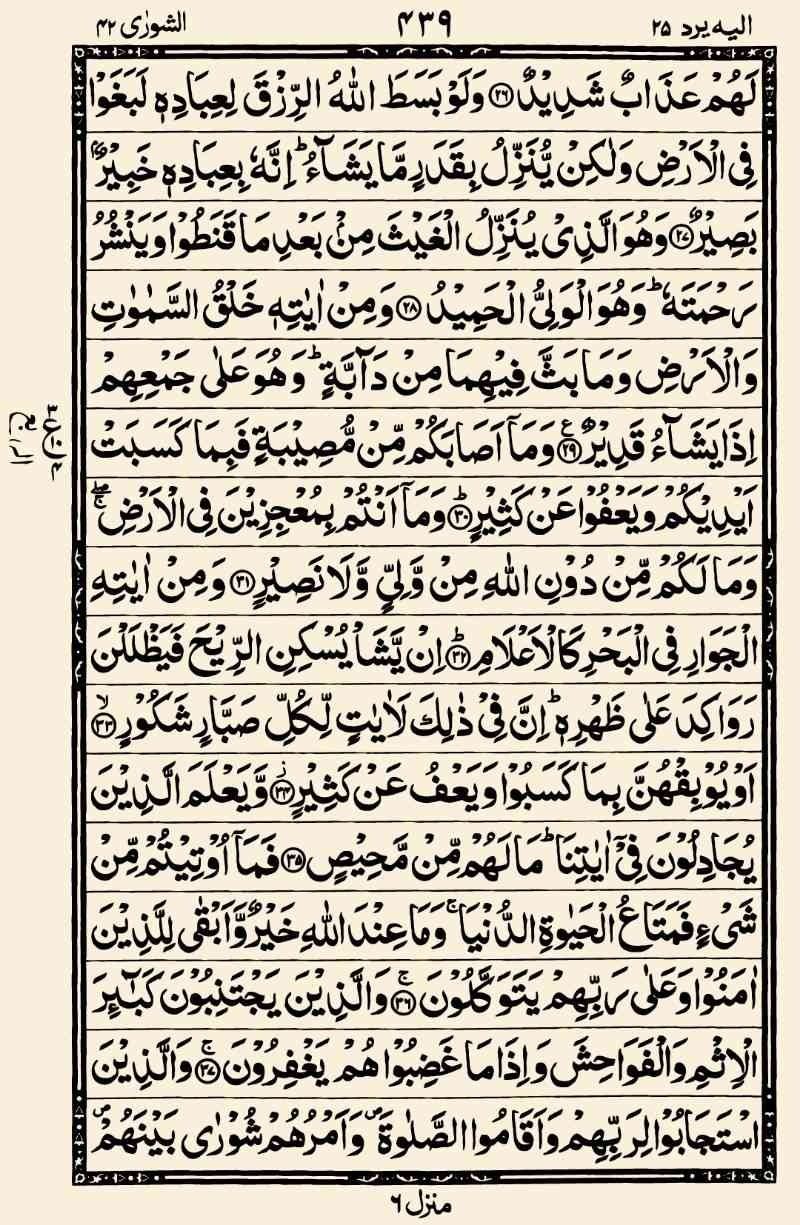 الیہ یرد ۲۵
۴۳۹
الشورٰی ۴۲
لَهُمْ عَذَابٌ شَدِيْدٌ ۝۲۶ وَلَوْ بَسَطَ اللّٰهُ الرِّزْقَ لِعِبَادِهٖ لَبَغَوْا
فِى الْاَرْضِ وَلٰكِنْ يُّنَزِّلُ بِقَدَرٍ مَّا يَشَآءُ ؕ اِنَّهٗ بِعِبَادِهٖ خَبِيْرٌۢ
بَصِيْرٌ ۝۲۷ وَهُوَ الَّذِىْ يُنَزِّلُ الْغَيْثَ مِنْۢ بَعْدِ مَا قَنَطُوْا وَيَنْشُرُ
رَحْمَتَهٗ ؕ وَهُوَ الْوَلِىُّ الْحَمِيْدُ ۝۲۸ وَمِنْ اٰيٰتِهٖ خَلْقُ السَّمٰوٰتِ
وَالْاَرْضِ وَمَا بَثَّ فِيْهِمَا مِنْ دَآبَّةٍ ؕ وَهُوَ عَلٰى جَمْعِهِمْ
اِذَا يَشَآءُ قَدِيْرٌ ۝۲۹ ع وَمَاۤ اَصَابَكُمْ مِّنْ مُّصِيْبَةٍ فَبِمَا كَسَبَتْ
اَيْدِيْكُمْ وَيَعْفُوْا عَنْ كَثِيْرٍ ؕ ۝۳۰ وَمَاۤ اَنْتُمْ بِمُعْجِزِيْنَ فِى الْاَرْضِ ۖۚ
وَمَا لَكُمْ مِّنْ دُوْنِ اللّٰهِ مِنْ وَّلِىٍّ وَّلَا نَصِيْرٍ ۝۳۱ وَمِنْ اٰيٰتِهِ
الْجَوَارِ فِى الْبَحْرِ كَالْاَعْلَامِ ؕ ۝۳۲ اِنْ يَّشَاْ يُسْكِنِ الرِّيْحَ فَيَظْلَلْنَ
رَوَاكِدَ عَلٰى ظَهْرِهٖ ؕ اِنَّ فِىْ ذٰلِكَ لَاٰيٰتٍ لِّكُلِّ صَبَّارٍ شَكُوْرٍ ۙ ۝۳۳
اَوْ يُوْبِقْهُنَّ بِمَا كَسَبُوْا وَيَعْفُ عَنْ كَثِيْرٍ ز ۝۳۴ وَّيَعْلَمَ الَّذِيْنَ
يُجَادِلُوْنَ فِىْۤ اٰيٰتِنَا ؕ مَا لَهُمْ مِّنْ مَّحِيْصٍ ۝۳۵ فَمَاۤ اُوْتِيْتُمْ مِّنْ
شَىْءٍ فَمَتَاعُ الْحَيٰوةِ الدُّنْيَا ۚ وَمَا عِنْدَ اللّٰهِ خَيْرٌ وَّاَبْقٰى لِلَّذِيْنَ
اٰمَنُوْا وَعَلٰى رَبِّهِمْ يَتَوَكَّلُوْنَ ۚ ۝۳۶ وَالَّذِيْنَ يَجْتَنِبُوْنَ كَبٰٓئِرَ
الْاِثْمِ وَالْفَوَاحِشَ وَاِذَا مَا غَضِبُوْا هُمْ يَغْفِرُوْنَ ۚ ۝۳۷ وَالَّذِيْنَ
اسْتَجَابُوْا لِرَبِّهِمْ وَاَقَامُوا الصَّلٰوةَ ۪ وَاَمْرُهُمْ شُوْرٰى بَيْنَهُمْ ۪
منزل ٦